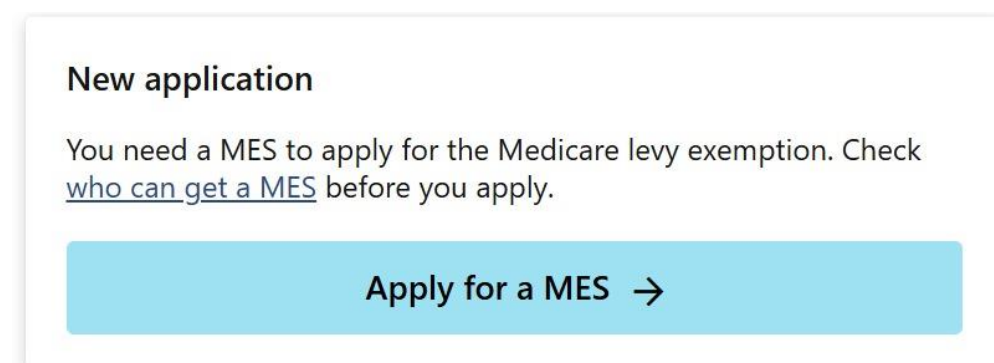 New application
You need a MES to apply for the Medicare levy exemption. Check
who can get a MES before you apply.
Apply for a MES →